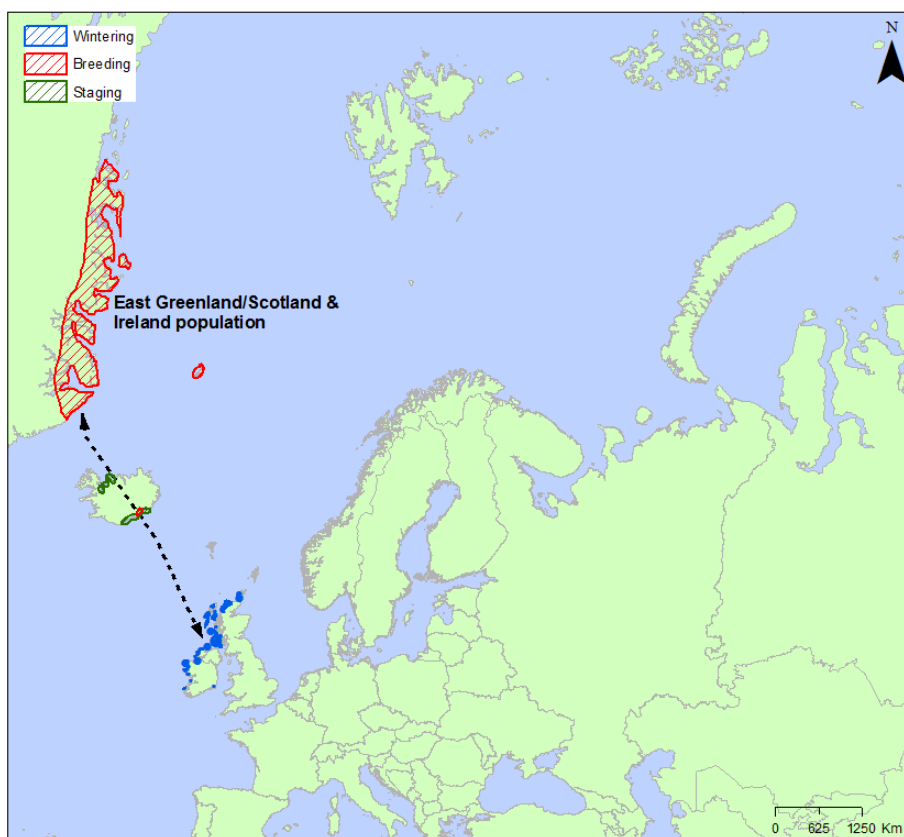 Wintering
Breeding
Staging
N
East Greenland/Scotland &
Ireland population
0 625 1250 Km